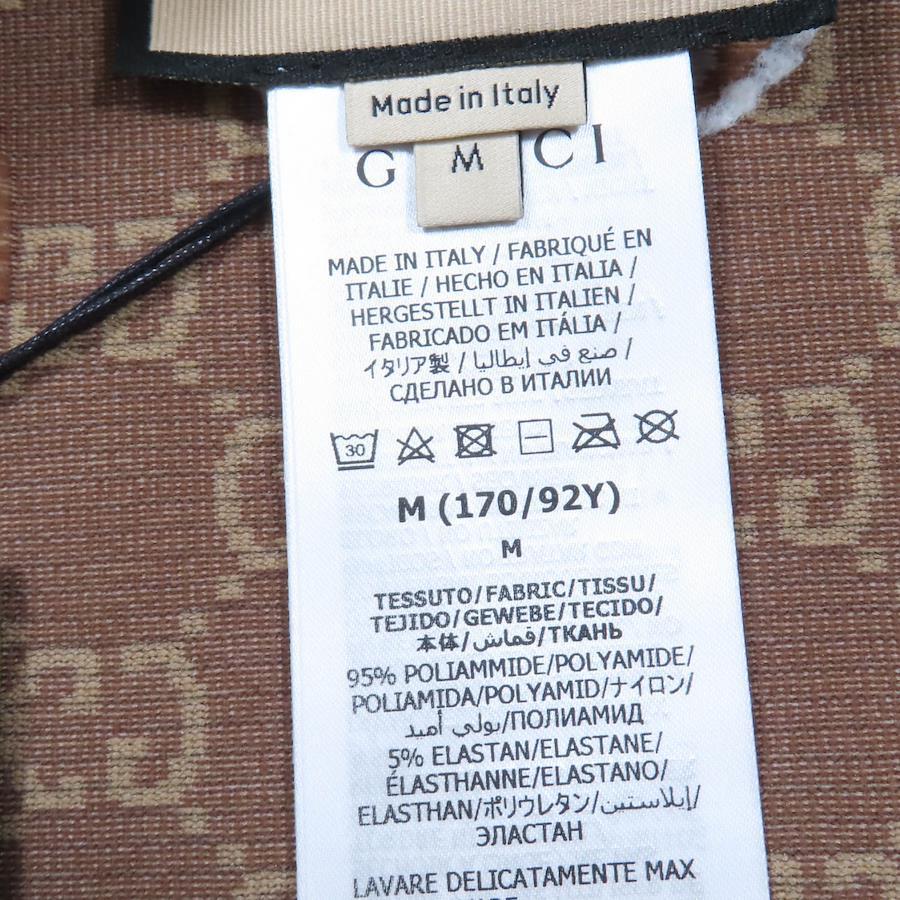 Made in Italy
M
G CI
MADE IN ITALY / FABRIQUÉ EN
ITALIE / HECHO EN ITALIA /
HERGESTELLT IN ITALIEN /
FABRICADO EM ITÁLIA /
イタリア製 / صنع في إيطاليا /
СДЕЛАНО В ИТАЛИИ
30
M (170/92Y)
M
TESSUTO/FABRIC/TISSU/
TEJIDO/GEWEBE/TECIDO/
本体/قماش/ТКАНЬ
95% POLIAMMIDE/POLYAMIDE/
POLIAMIDA/POLYAMID/ナイロン/
بولي أميد/ПОЛИАМИД
5% ELASTAN/ELASTANE/
ÉLASTHANNE/ELASTANO/
ELASTHAN/ポリウレタン/إيلاستين/
ЭЛАСТАН
LAVARE DELICATAMENTE MAX